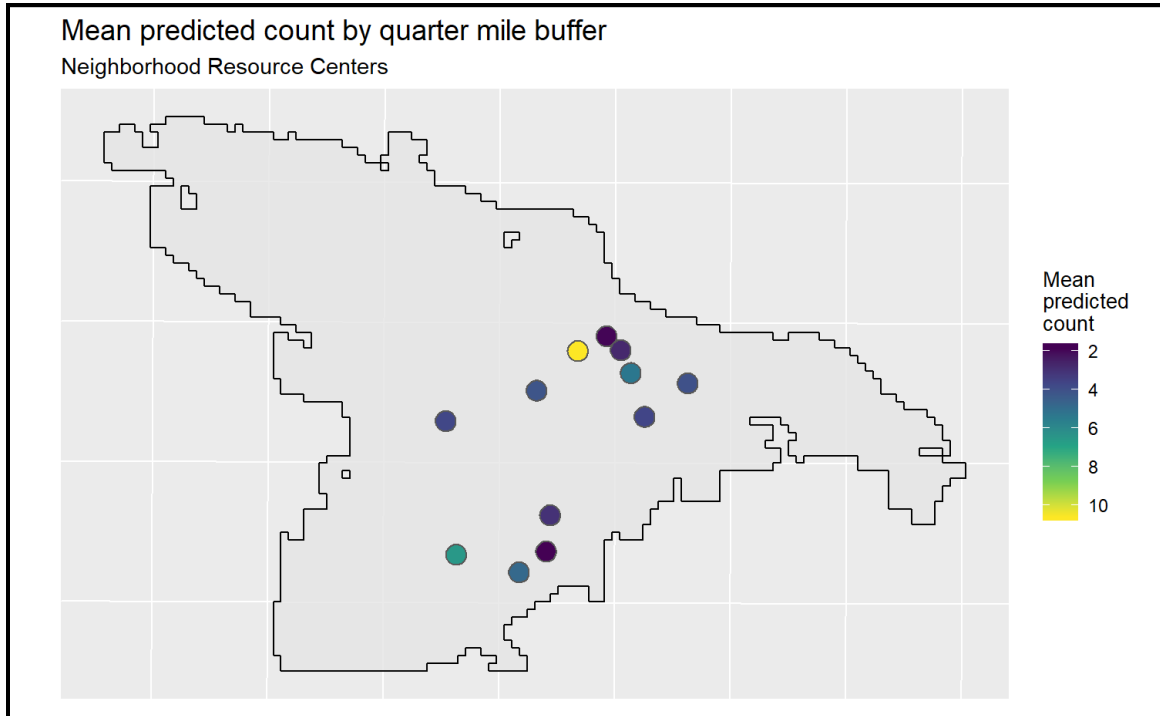 Mean predicted count by quarter mile buffer
Neighborhood Resource Centers
Mean
predicted
count
2
4
6
8
10